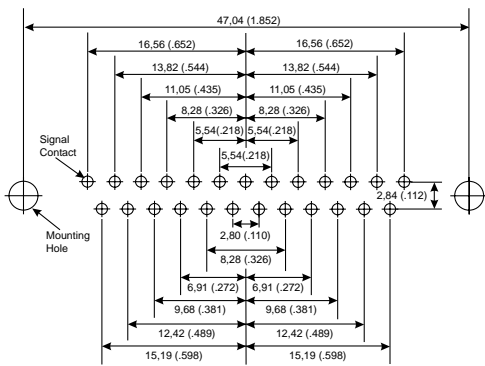 47,04 (1.852)
16,56 (.652) 16,56 (.652)
13,82 (.544) 13,82 (.544)
11,05 (.435) 11,05 (.435)
8,28 (.326) 8,28 (.326)
5,54(.218) 5,54(.218)
Signal
Contact
5,54(.218)
2,84 (.112)
Mounting
Hole
2,80 (.110)
8,28 (.326)
6,91 (.272) 6,91 (.272)
9,68 (.381) 9,68 (.381)
12,42 (.489) 12,42 (.489)
15,19 (.598) 15,19 (.598)